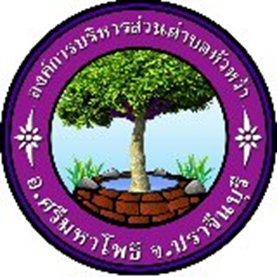 องค์การบริหารส่วนตำบลหัวหว้า
อ.ศรีมหาโพธิ จ.ปราจีนบุรี